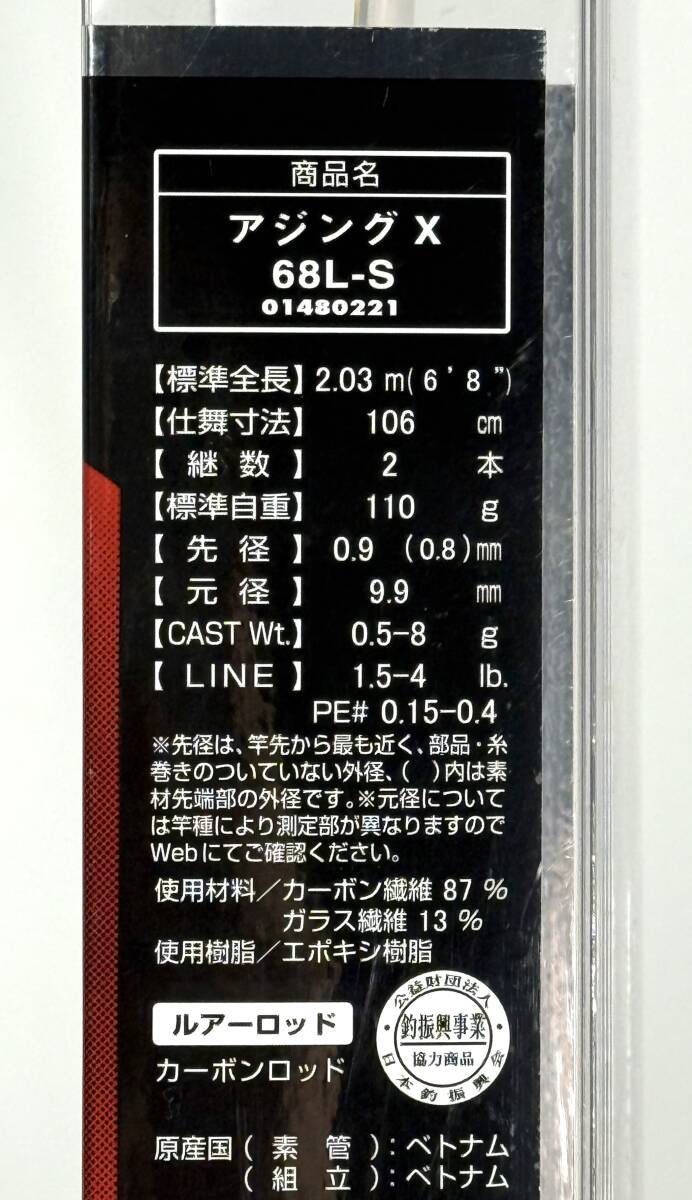 商品名
アジング X
68L-S
01480221
【標準全長】2.03 m(6'8")
【仕舞寸法】 106 cm
【 継 数 】 2 本
【標準自重】 110 g
【 先 径 】 0.9 (0.8)mm
【 元 径 】 9.9 mm
【CAST Wt.】 0.5-8 g
【 LINE 】 1.5-4 lb.
PE# 0.15-0.4
※先径は、竿先から最も近く、部品・糸
巻きのついていない外径、( )内は素
材先端部の外径です。※元径について
は竿種により測定部が異なりますので
Webにてご確認ください。
使用材料/カーボン繊維 87 %
ガラス繊維 13 %
使用樹脂/エポキシ樹脂
ルアーロッド
カーボンロッド
公益財団法人
釣振興事業
協力商品
日本釣振興会
原産国( 素 管 ):ベトナム
( 組 立 ):ベトナム